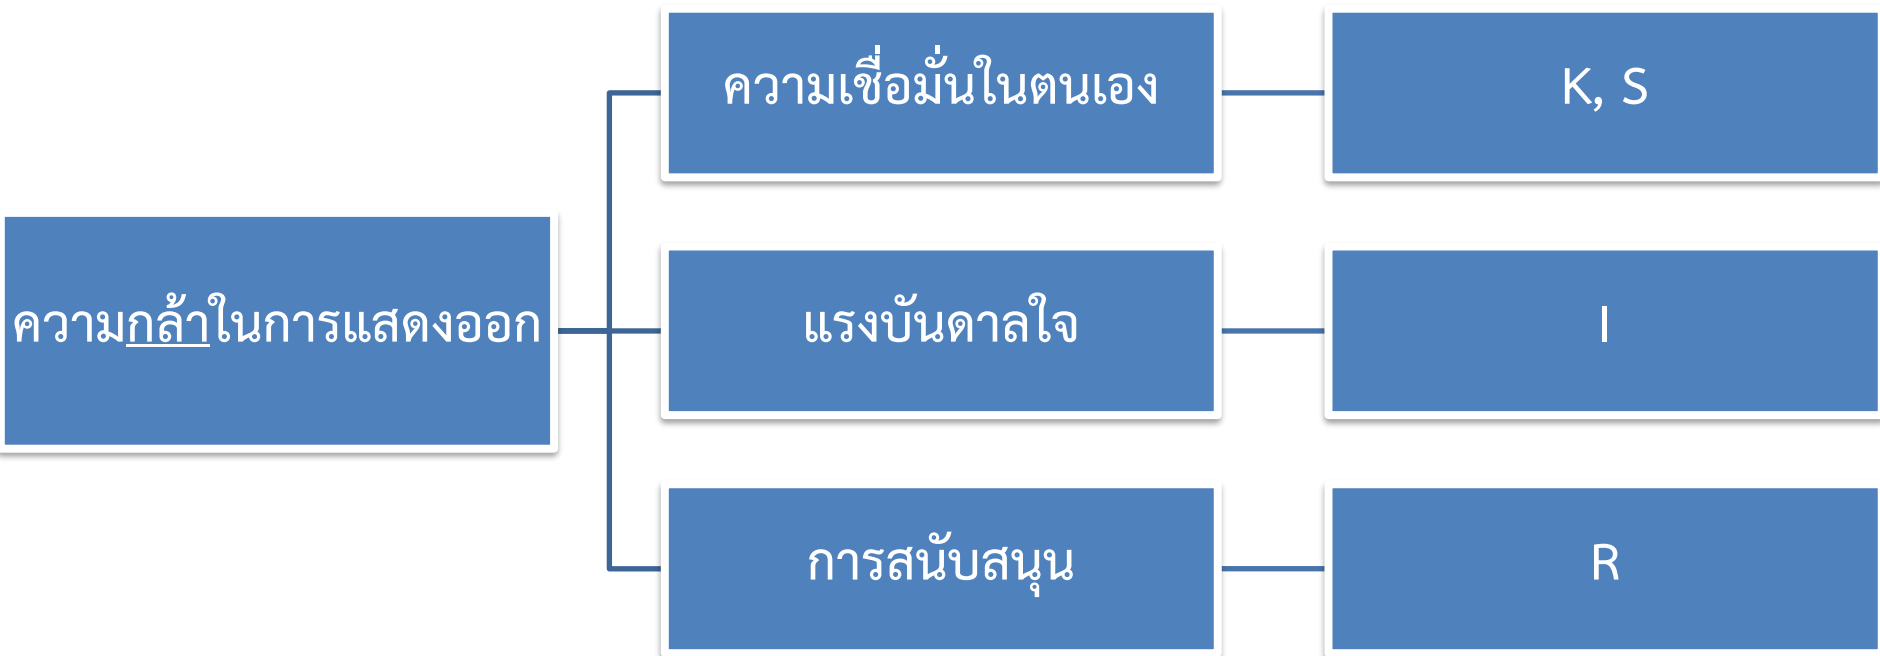 ความกล้าในการแสดงออก
ความเชื่อมั่นในตนเอง
K, S
แรงบันดาลใจ
I
การสนับสนุน
R